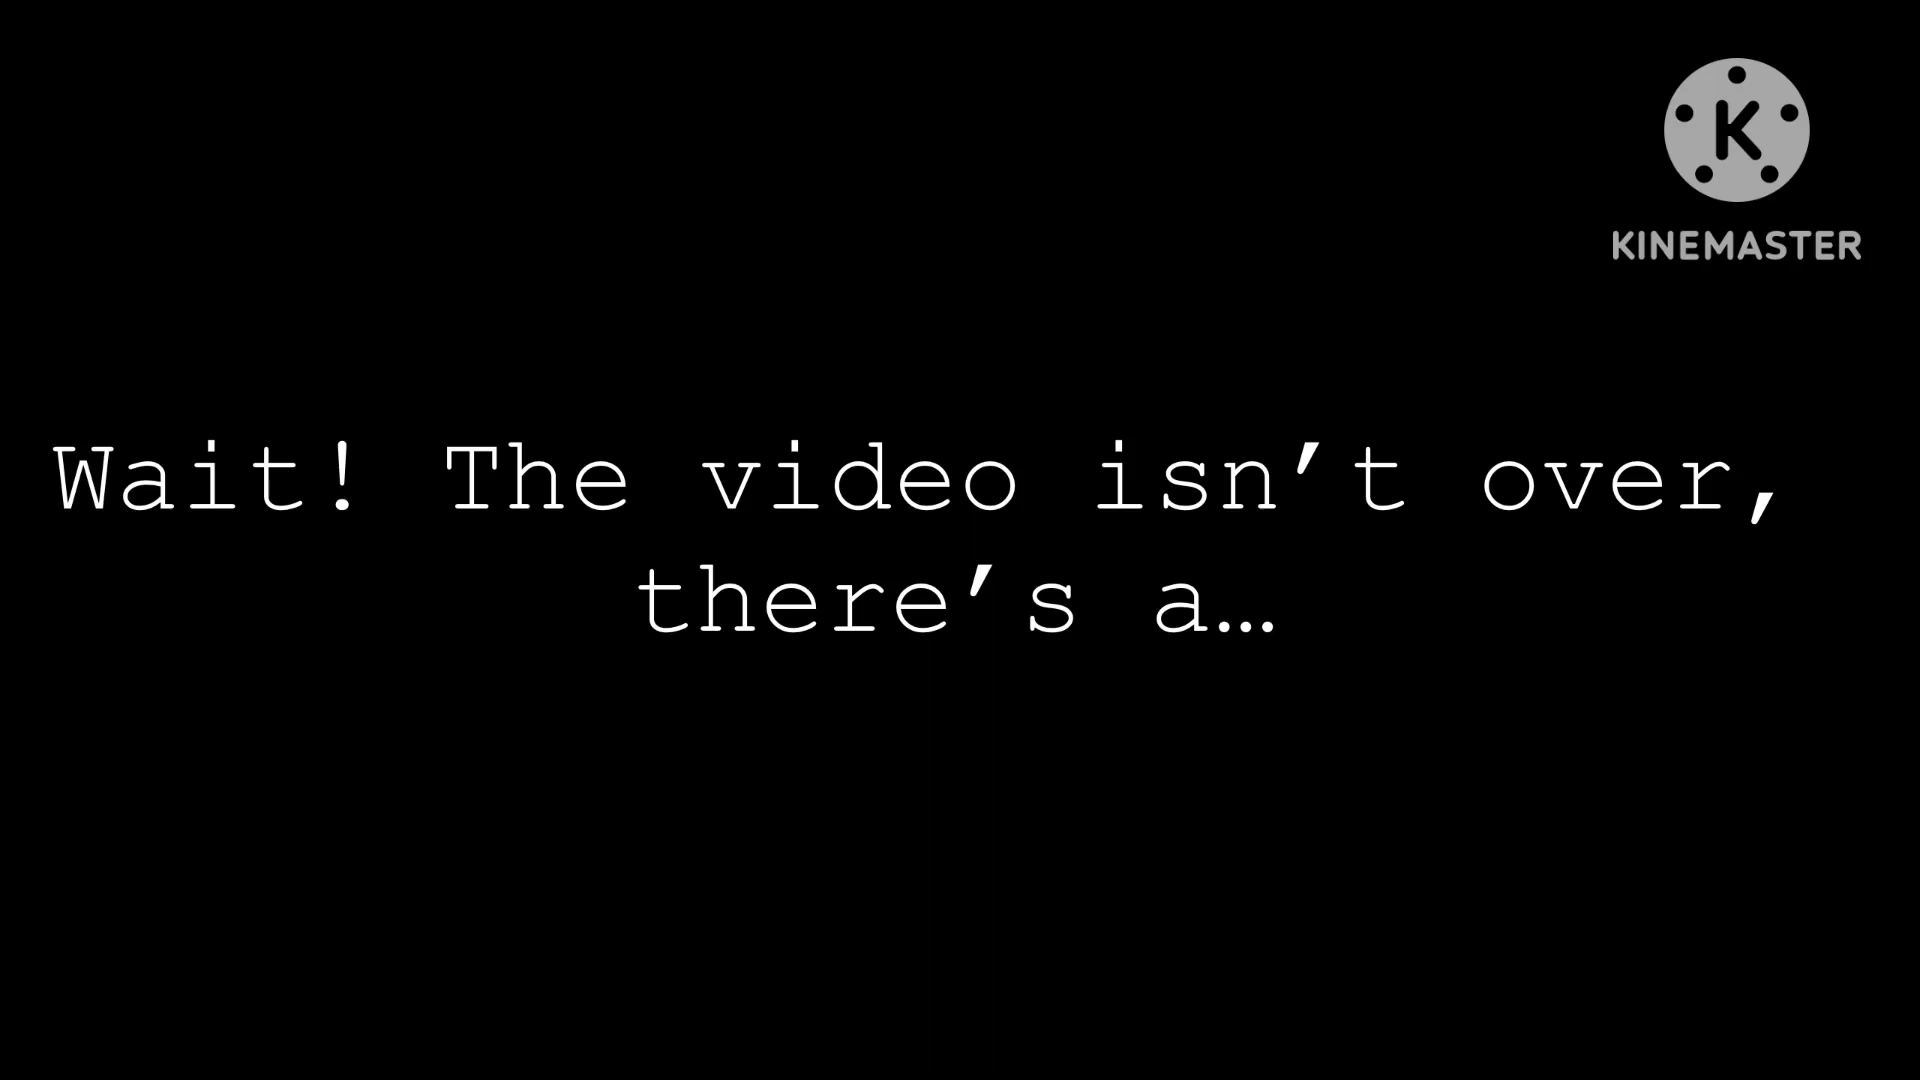 K
KINEMASTER
Wait! The video isn’t over,
there’s a…